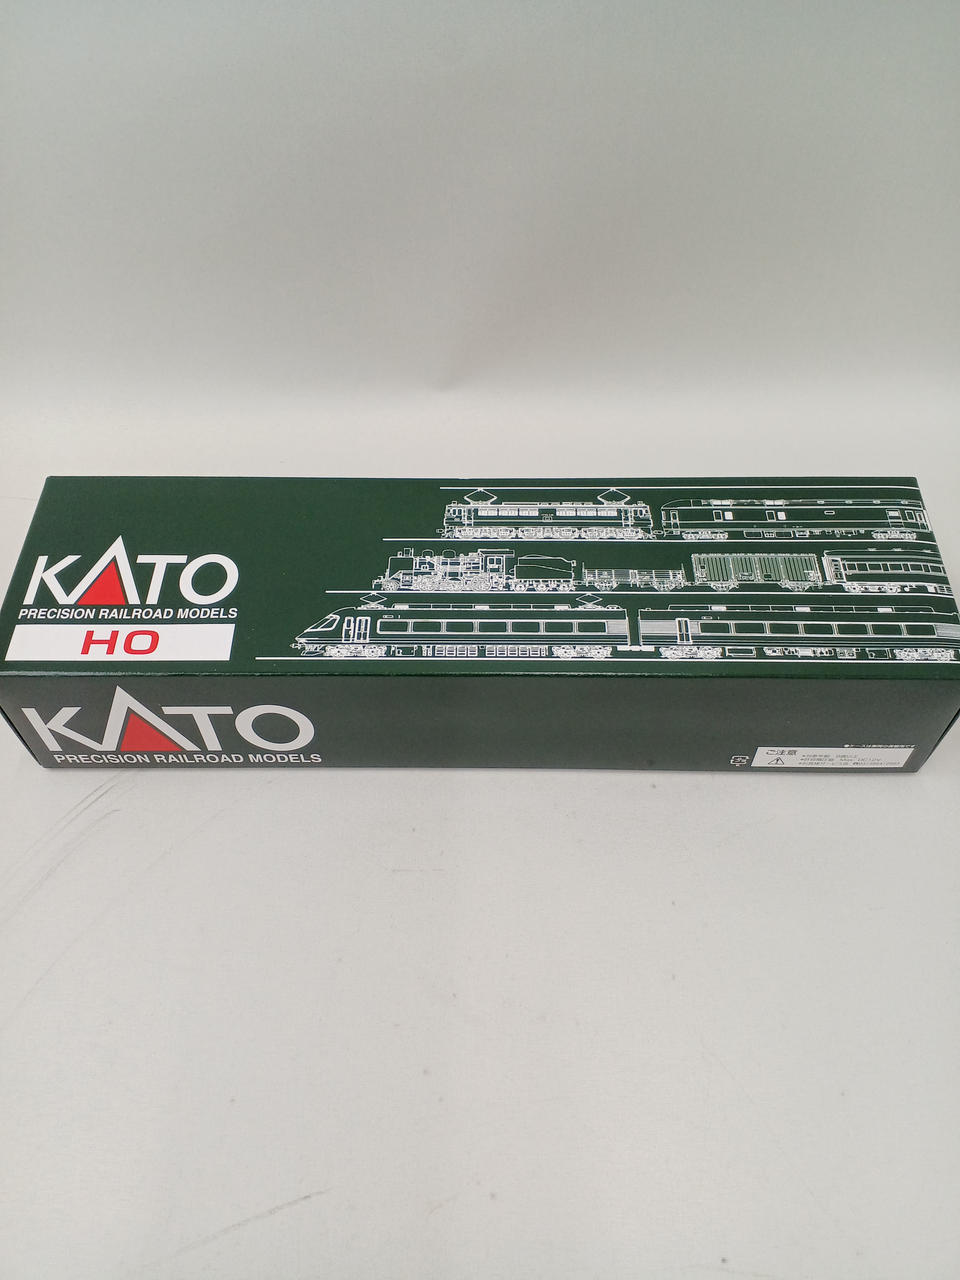 KATO
PRECISION RAILROAD MODELS
HO
KATO
PRECISION RAILROAD MODELS
ご注意